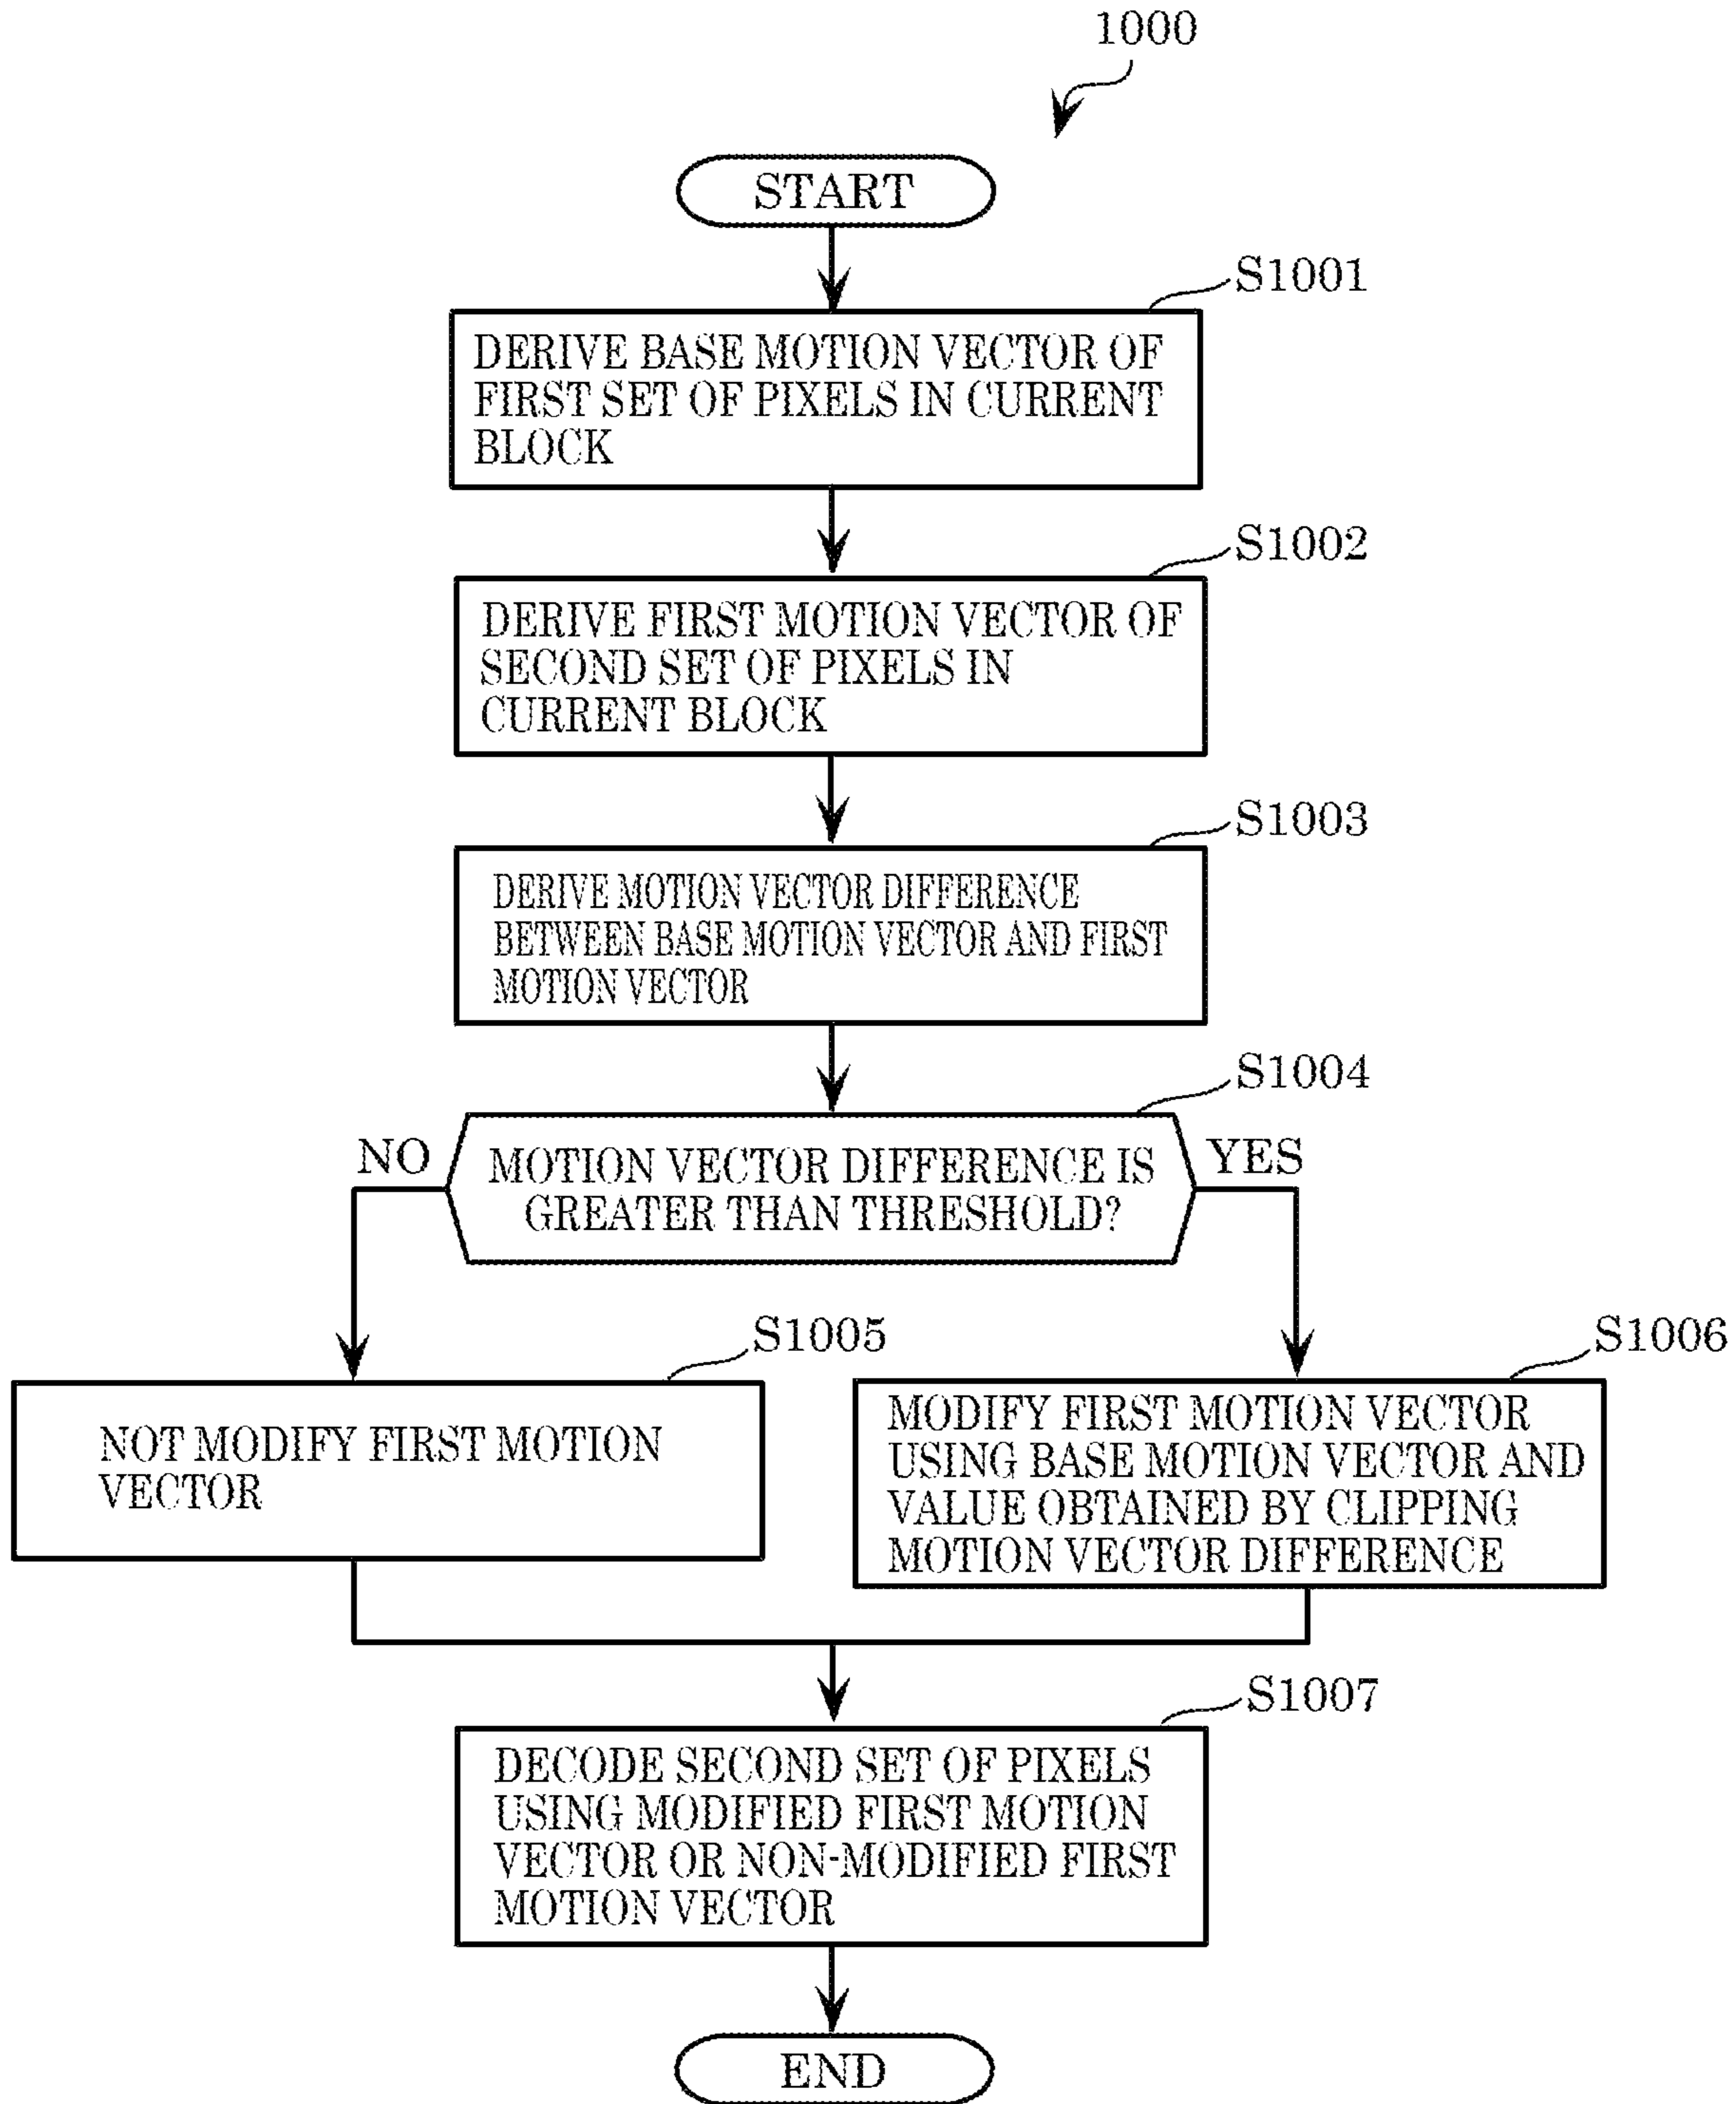 1000
START
S1001
DERIVE BASE MOTION VECTOR OF
FIRST SET OF PIXELS IN CURRENT
BLOCK
S1002
DERIVE FIRST MOTION VECTOR OF
SECOND SET OF PIXELS IN
CURRENT BLOCK
S1003
DERIVE MOTION VECTOR DIFFERENCE
BETWEEN BASE MOTION VECTOR AND FIRST
MOTION VECTOR
S1004
NO
MOTION VECTOR DIFFERENCE IS
GREATER THAN THRESHOLD?
YES
S1005
NOT MODIFY FIRST MOTION
VECTOR
S1006
MODIFY FIRST MOTION VECTOR
USING BASE MOTION VECTOR AND
VALUE OBTAINED BY CLIPPING
MOTION VECTOR DIFFERENCE
S1007
DECODE SECOND SET OF PIXELS
USING MODIFIED FIRST MOTION
VECTOR OR NON-MODIFIED FIRST
MOTION VECTOR
END